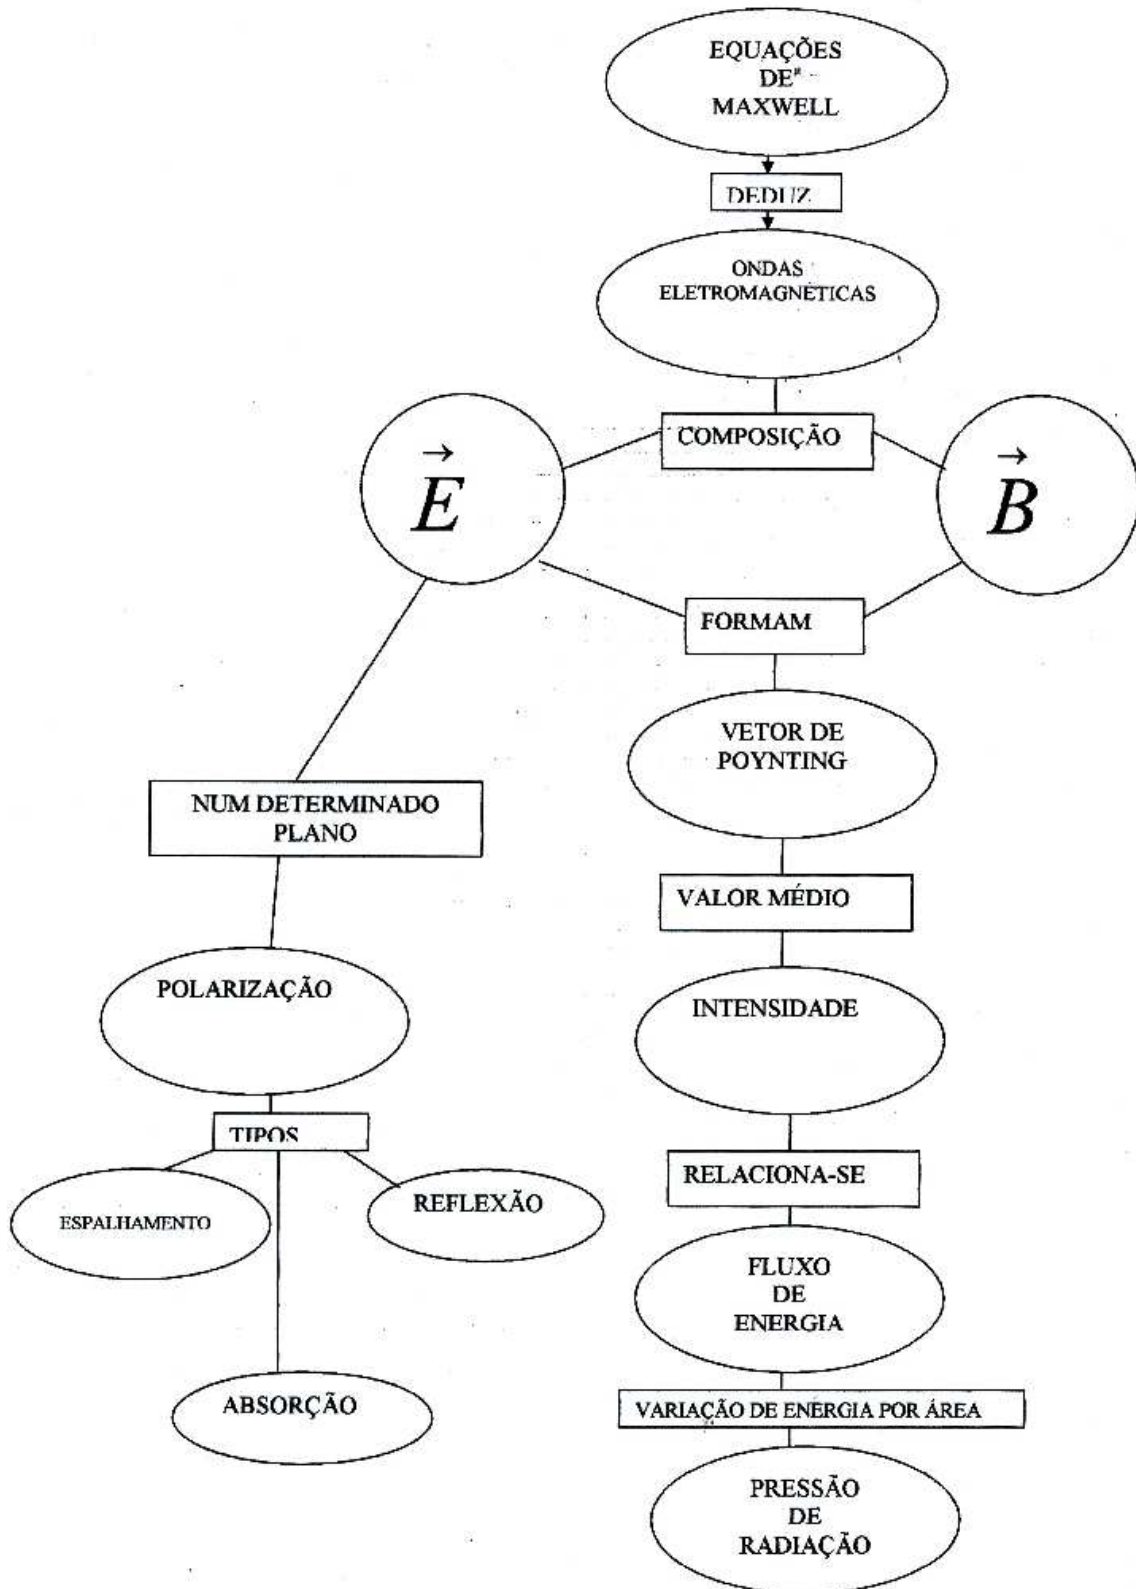 EQUAÇÕES
DE
MAXWELL
DEDUZ
ONDAS
ELETROMAGNÉTICAS
COMPOSIÇÃO
E
B
FORMAM
VETOR DE
POYNTING
NUM DETERMINADO
PLANO
VALOR MÉDIO
POLARIZAÇÃO
INTENSIDADE
TIPOS
RELACIONA-SE
ESPALHAMENTO
REFLEXÃO
FLUXO
DE
ENERGIA
ABSORÇÃO
VARIAÇÃO DE ENERGIA POR ÁREA
PRESSÃO
DE
RADIAÇÃO